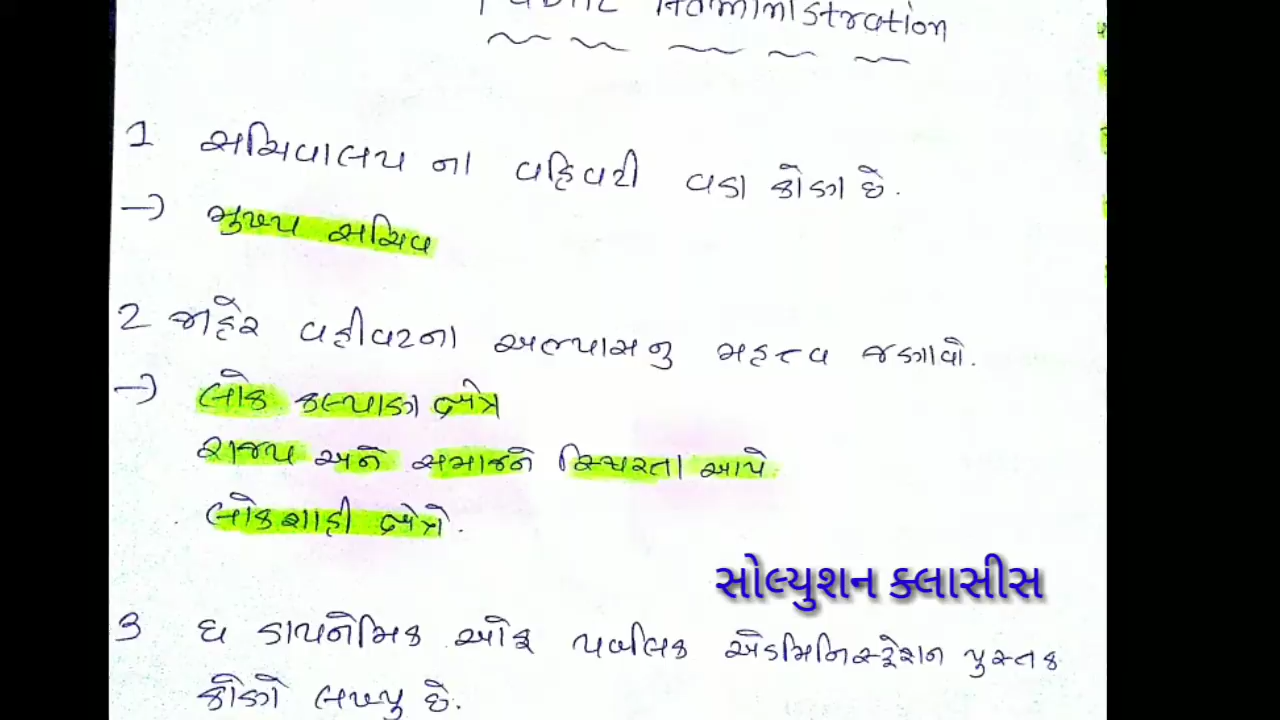 Public Administration
1 સચિવાલય ના વહિવટી વડા કોણ છે.
→ મુખ્ય સચિવ
2 જાહેર વહીવટના અભ્યાસનુ મહત્ત્વ જણાવો.
→ લોક કલ્યાણ ક્ષેત્રે
રાજ્ય અને સમાજને સ્થિરતા આપે
લોકશાહી ક્ષેત્રે.
સોલ્યુશન ક્લાસીસ
3 ધ ડાયનેમિક ઓફ પબ્લિક એડમિનિસ્ટ્રેશન પુસ્તક
કોણે લખ્યુ છે.